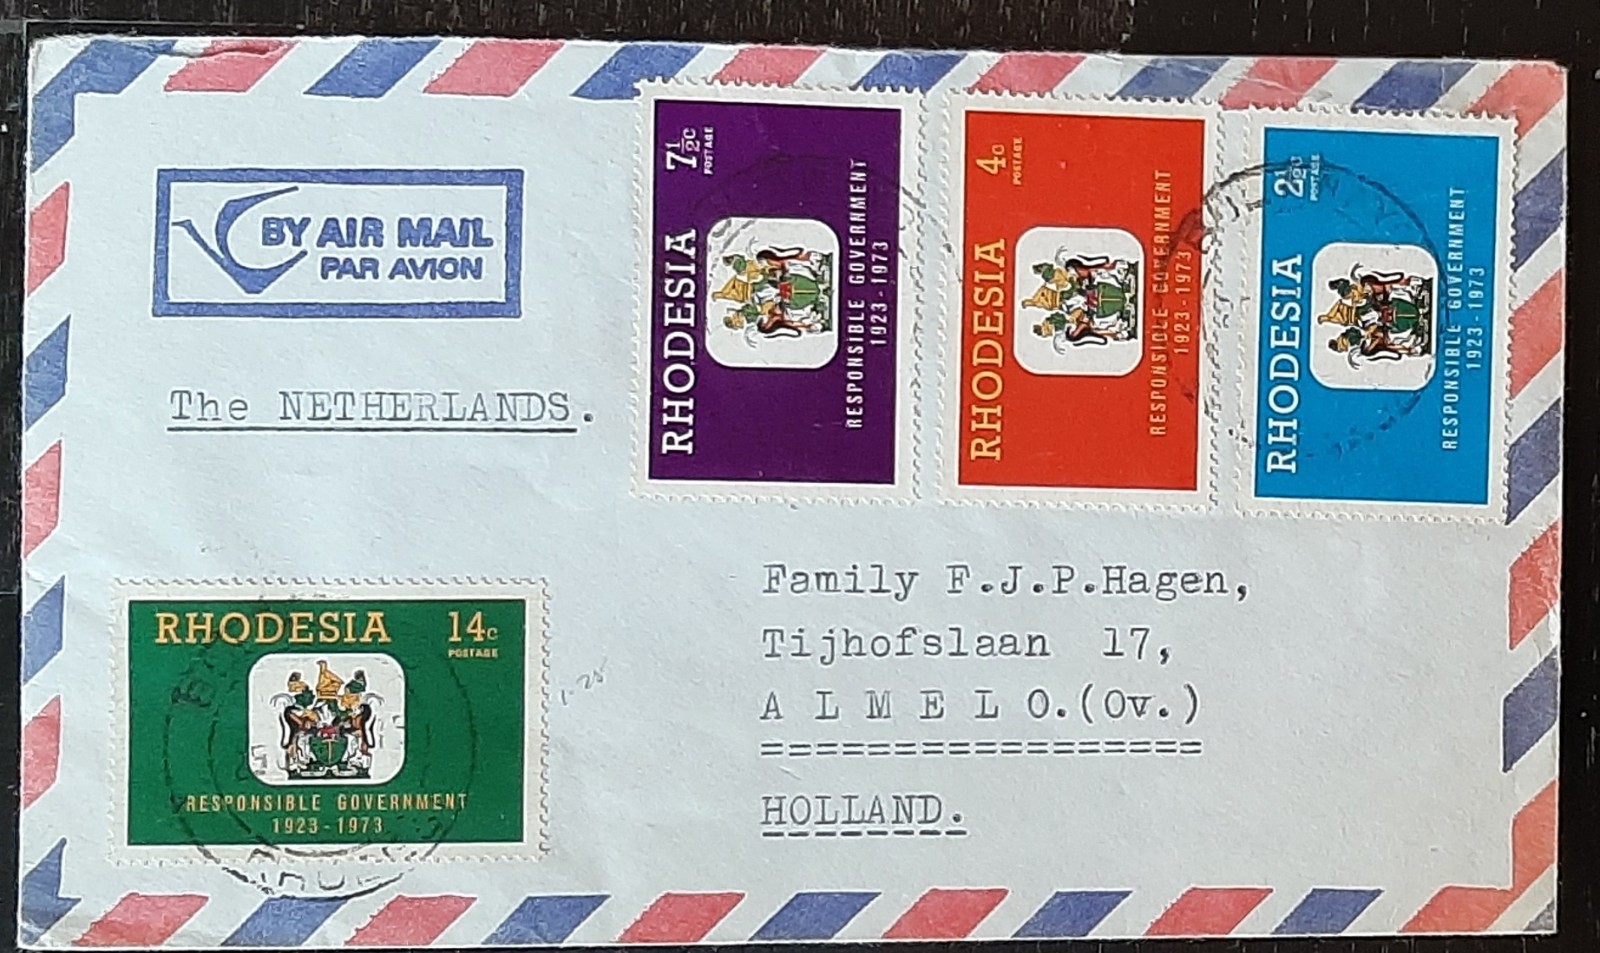 BY AIR MAIL
PAR AVION
The NETHERLANDS.
RHODESIA
7½c
POSTAGE
RESPONSIBLE GOVERNMENT
1923-1973
RHODESIA
4c
POSTAGE
RESPONSIBLE GOVERNMENT
1923-1973
RHODESIA
2½c
POSTAGE
RESPONSIBLE GOVERNMENT
1923-1973
Family F.J.P.Hagen,
Tijhofslaan 17,
A L M E L O.(Ov.)
=================
HOLLAND.
RHODESIA 14c
POSTAGE
RESPONSIBLE GOVERNMENT
1923-1973